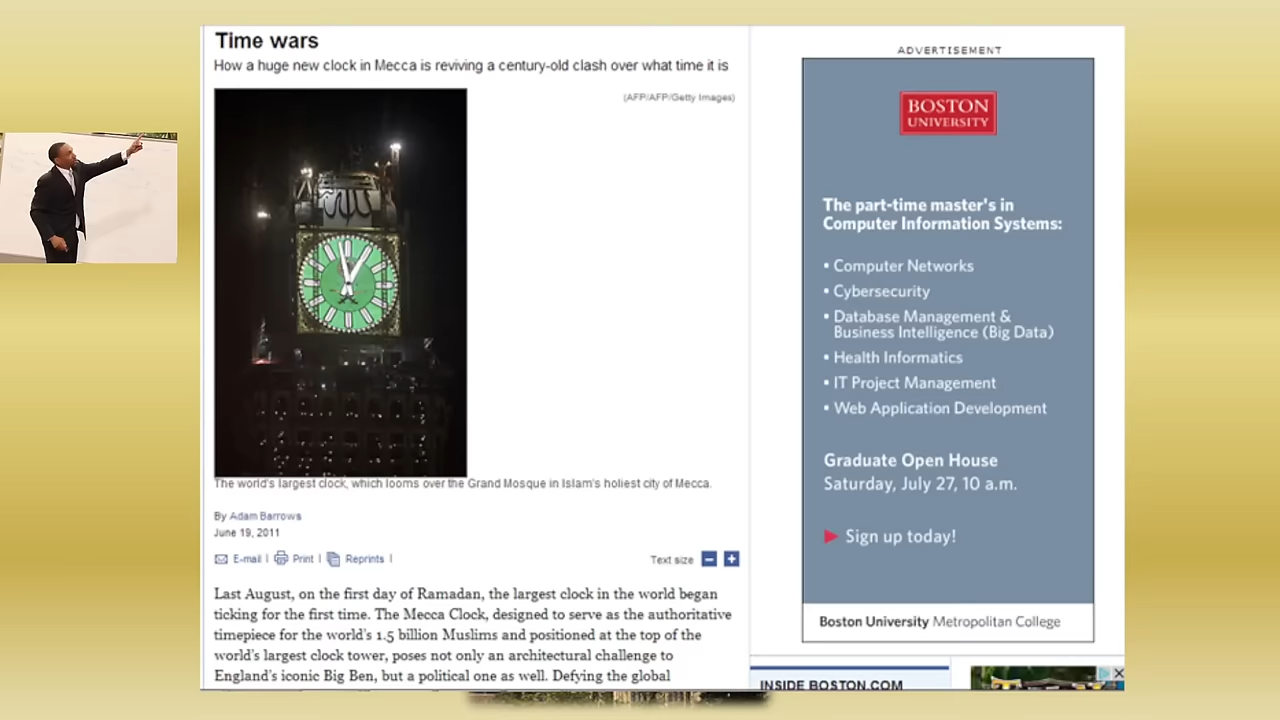 Time wars
How a huge new clock in Mecca is reviving a century-old clash over what time it is
(AFP/AFP/Getty Images)
The world's largest clock, which looms over the Grand Mosque in Islam's holiest city of Mecca.
By Adam Barrows
June 19, 2011
E-mail | Print | Reprints |
Text size
Last August, on the first day of Ramadan, the largest clock in the world began
ticking for the first time. The Mecca Clock, designed to serve as the authoritative
timepiece for the world's 1.5 billion Muslims and positioned at the top of the
world's largest clock tower, poses not only an architectural challenge to
England's iconic Big Ben, but a political one as well. Defying the global
ADVERTISEMENT
BOSTON
UNIVERSITY
The part-time master's in
Computer Information Systems:
• Computer Networks
• Cybersecurity
• Database Management &
Business Intelligence (Big Data)
• Health Informatics
• IT Project Management
• Web Application Development
Graduate Open House
Saturday, July 27, 10 a.m.
Sign up today!
Boston University Metropolitan College
INSIDE BOSTON.COM